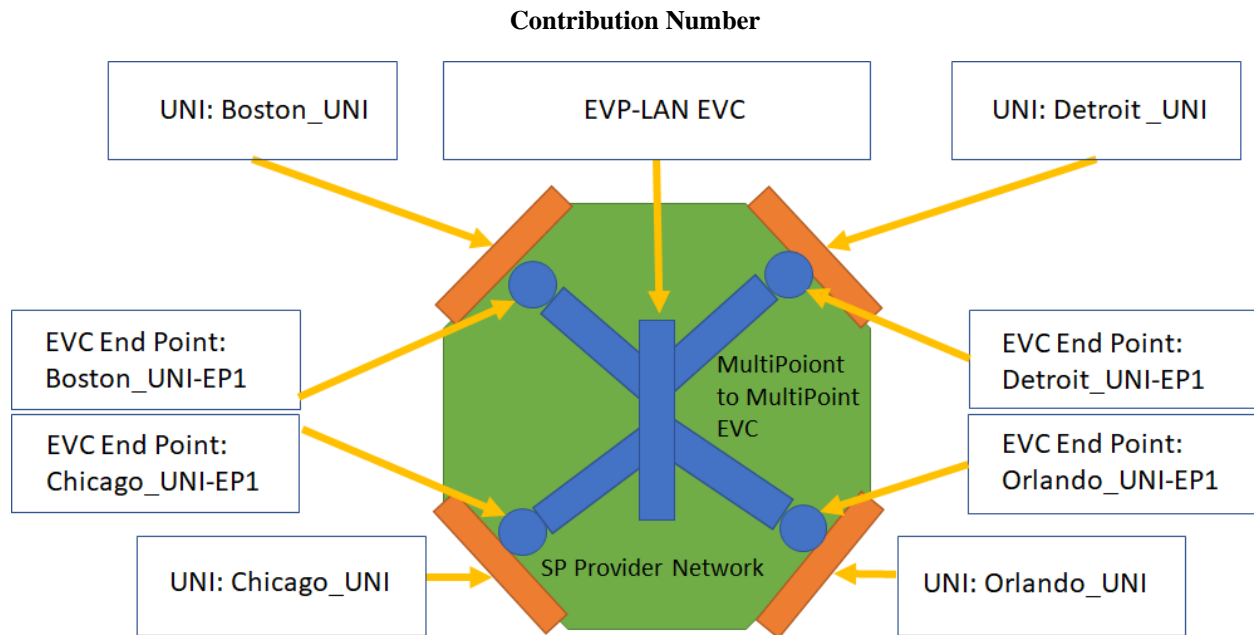 Contribution Number
UNI: Boston_UNI
EVP-LAN EVC
UNI: Detroit _UNI
EVC End Point:
Boston_UNI-EP1
EVC End Point:
Detroit_UNI-EP1
MultiPoiont
to MultiPoint
EVC
EVC End Point:
Chicago_UNI-EP1
EVC End Point:
Orlando_UNI-EP1
SP Provider Network
UNI: Chicago_UNI
UNI: Orlando_UNI